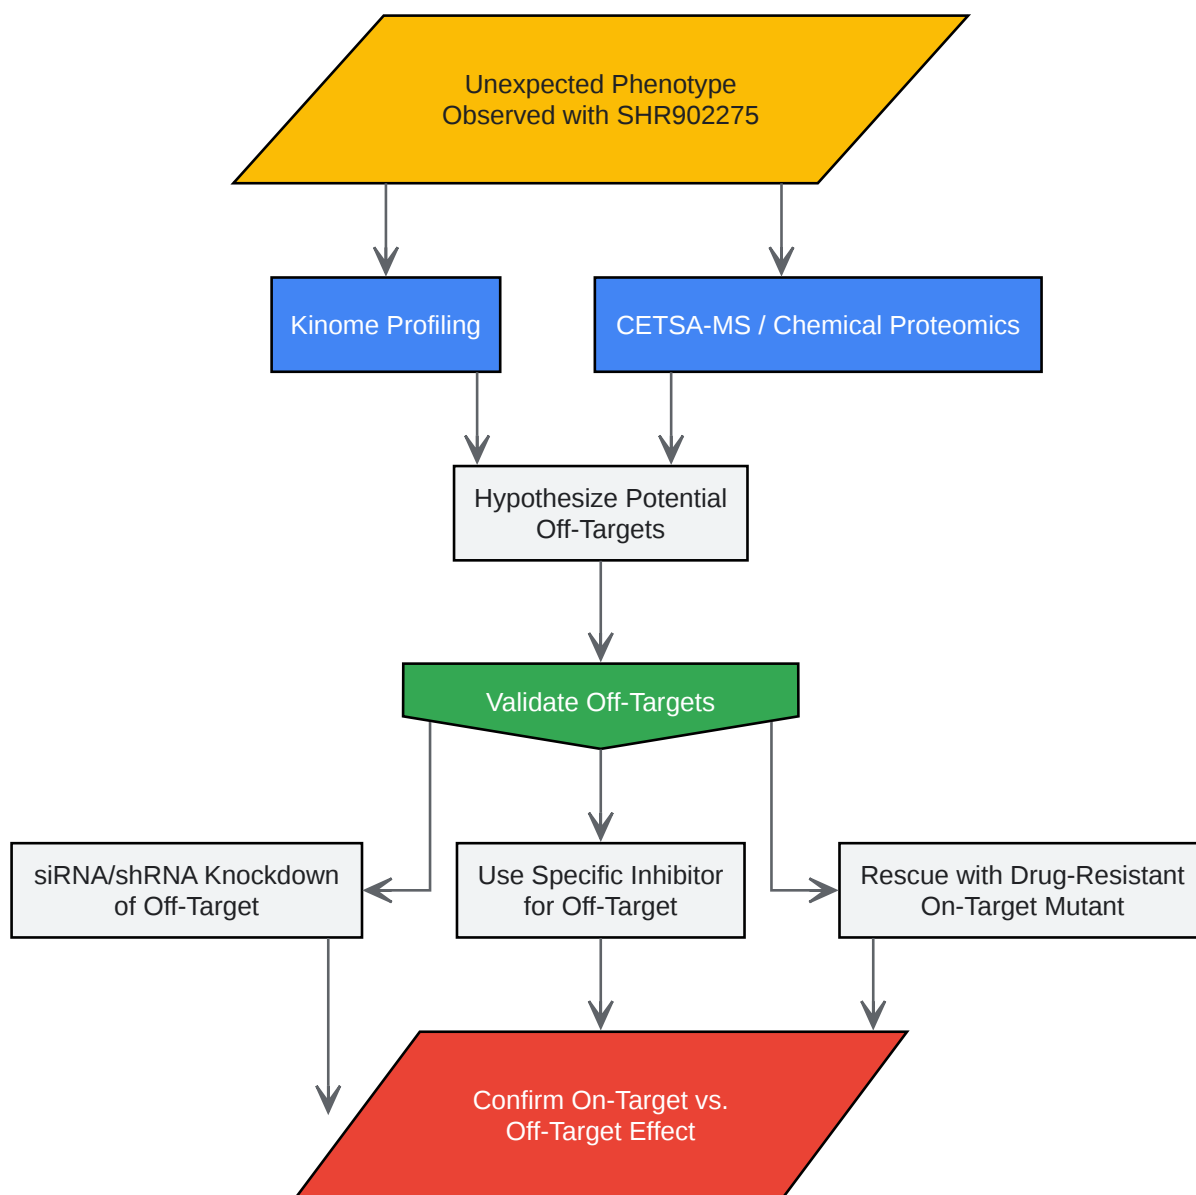 Unexpected Phenotype
Observed with SHR902275
Kinome Profiling
CETSA-MS / Chemical Proteomics
Hypothesize Potential
Off-Targets
Validate Off-Targets
siRNA/shRNA Knockdown
of Off-Target
Use Specific Inhibitor
for Off-Target
Rescue with Drug-Resistant
On-Target Mutant
Confirm On-Target vs.
Off-Target Effect